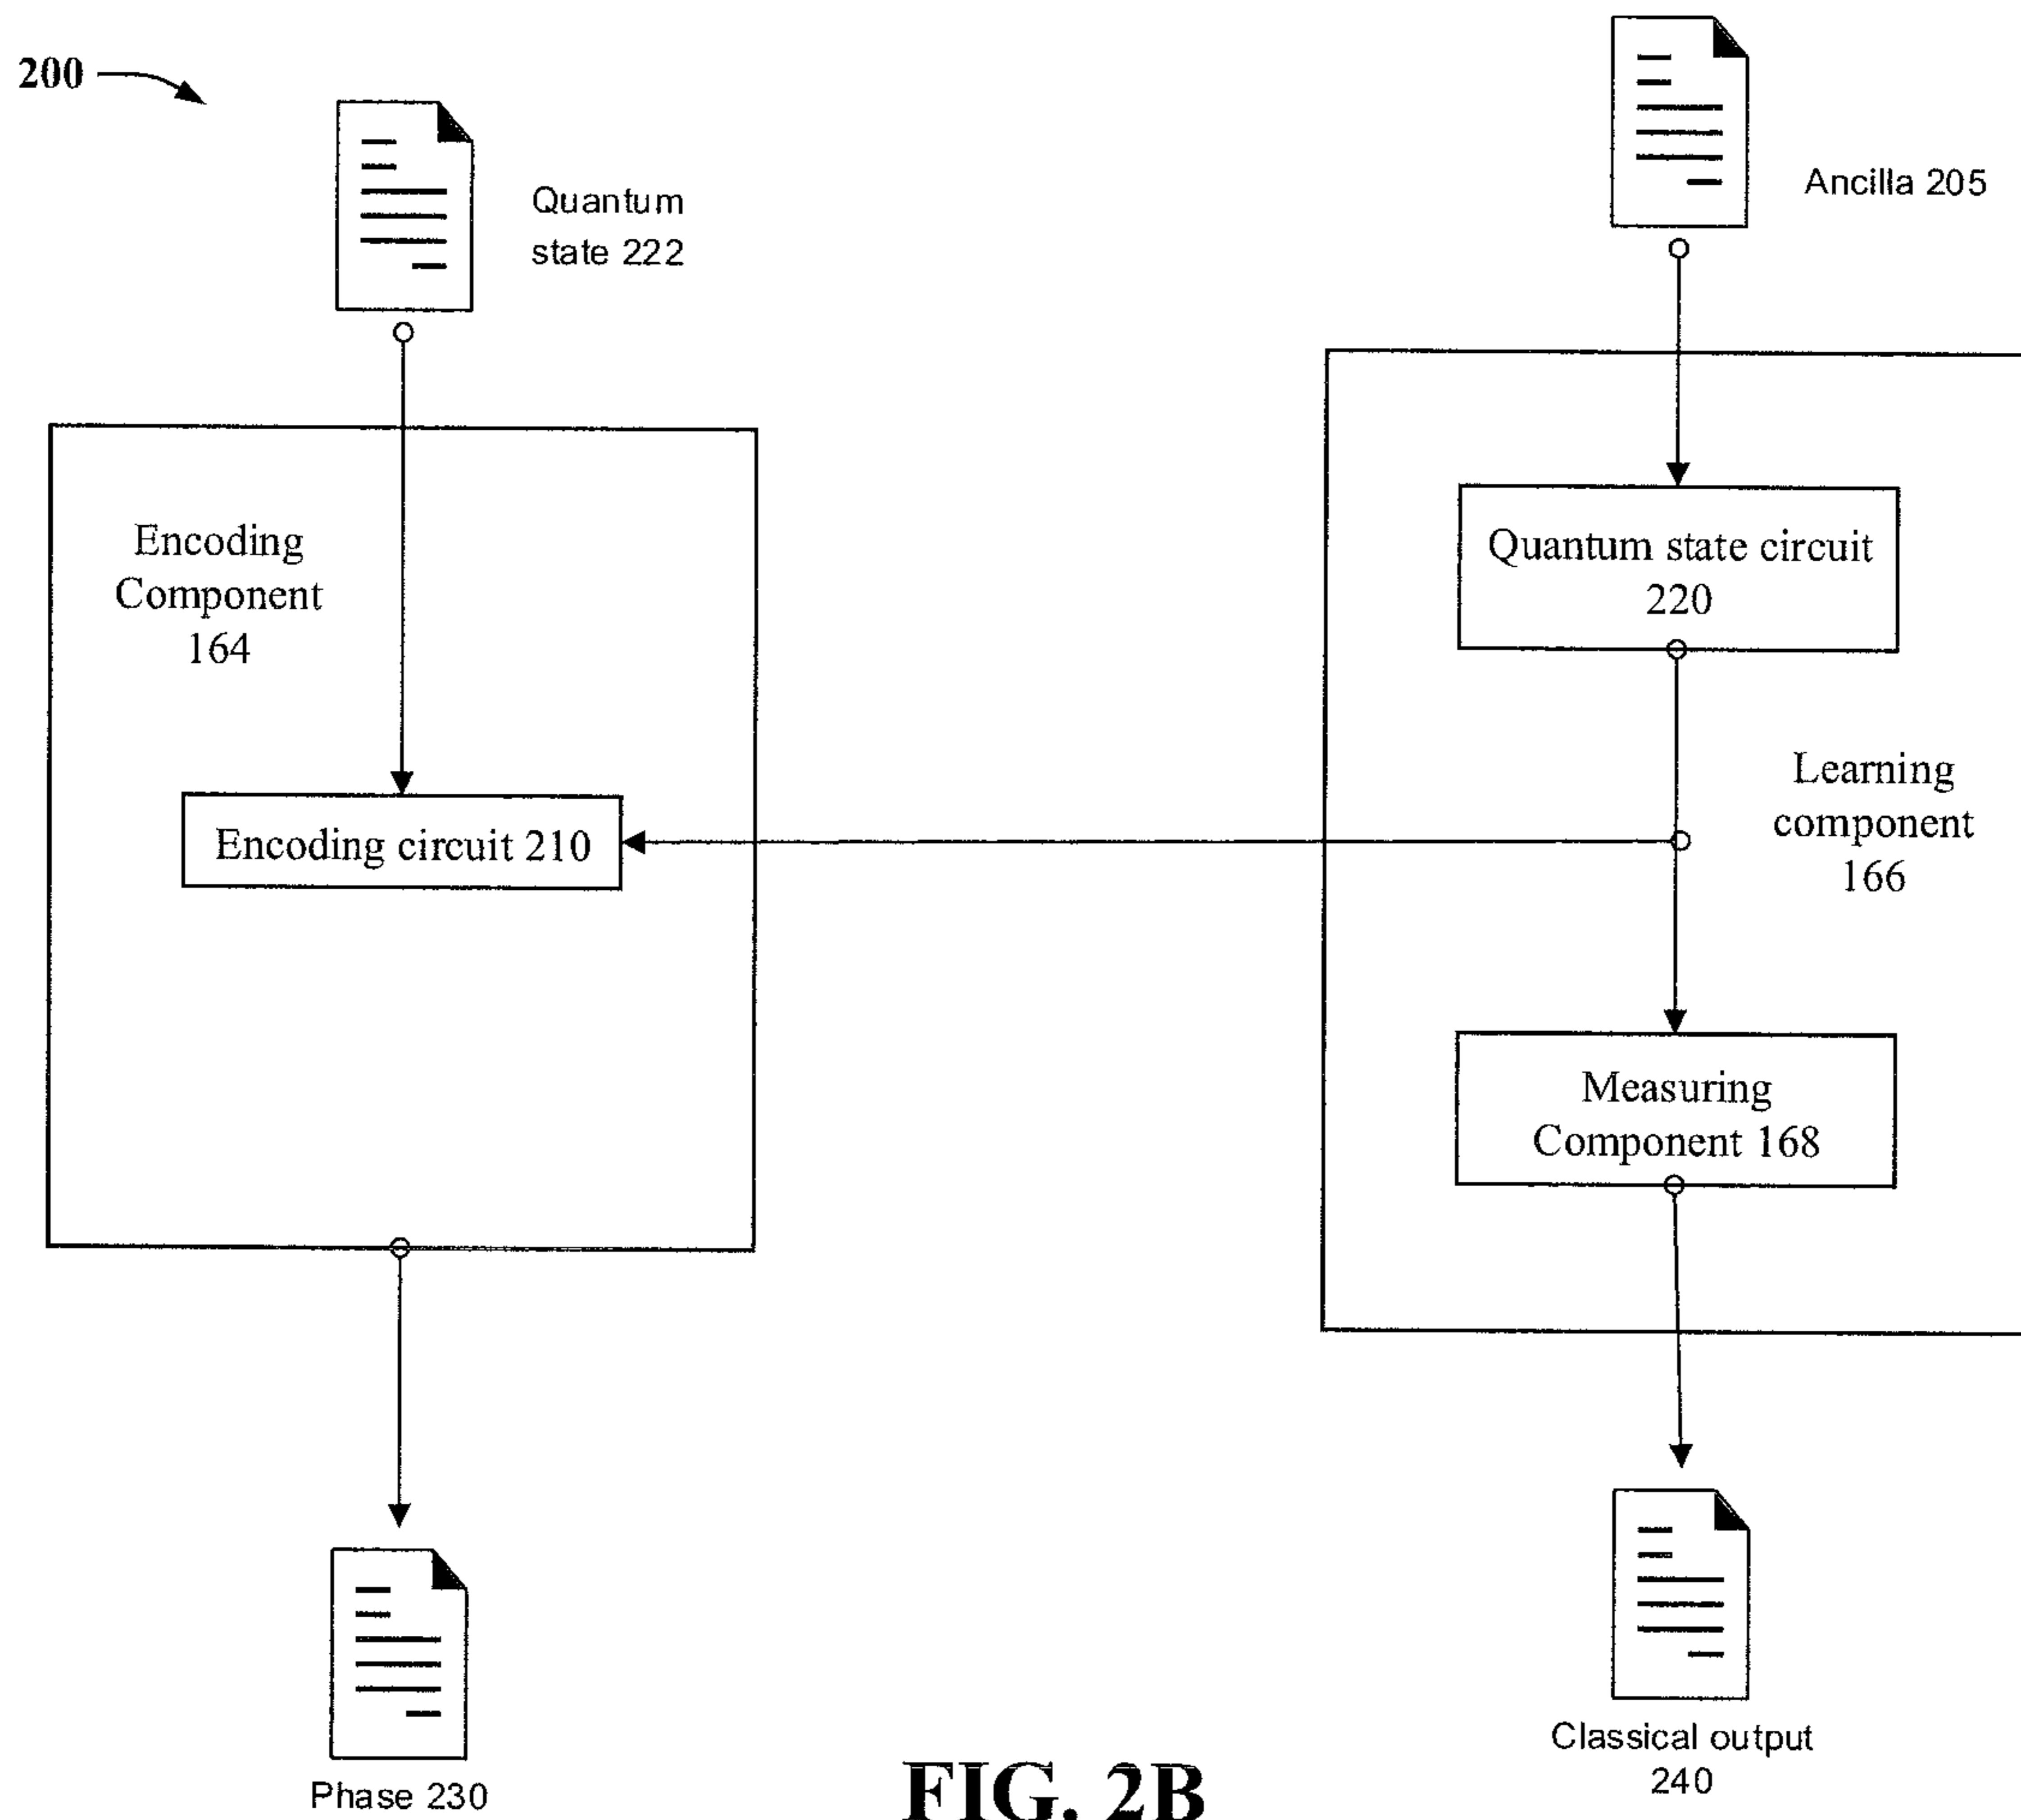 200
Quantum
state 222
Ancilla 205
Encoding
Component
164
Quantum state circuit
220
Encoding circuit 210
Learning
component
166
Measuring
Component 168
Phase 230
Classical output
240
FIG. 2B